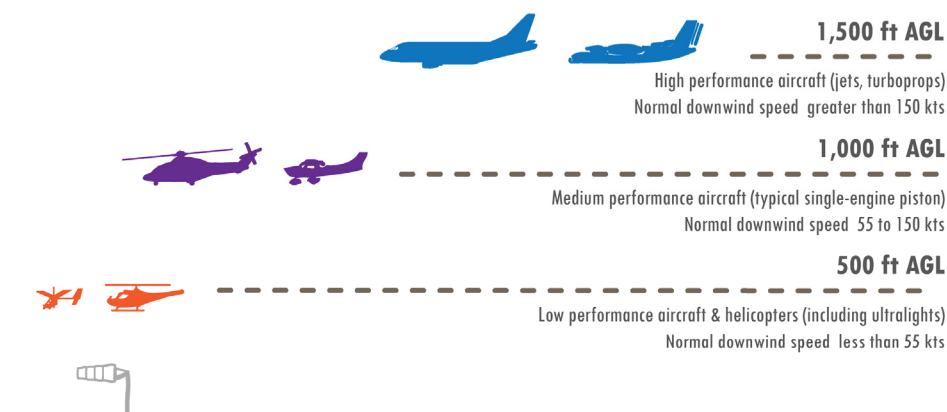 1,500 ft AGL
High performance aircraft (jets, turboprops)
Normal downwind speed greater than 150 kts
1,000 ft AGL
Medium performance aircraft (typical single-engine piston)
Normal downwind speed 55 to 150 kts
500 ft AGL
Low performance aircraft & helicopters (including ultralights)
Normal downwind speed less than 55 kts